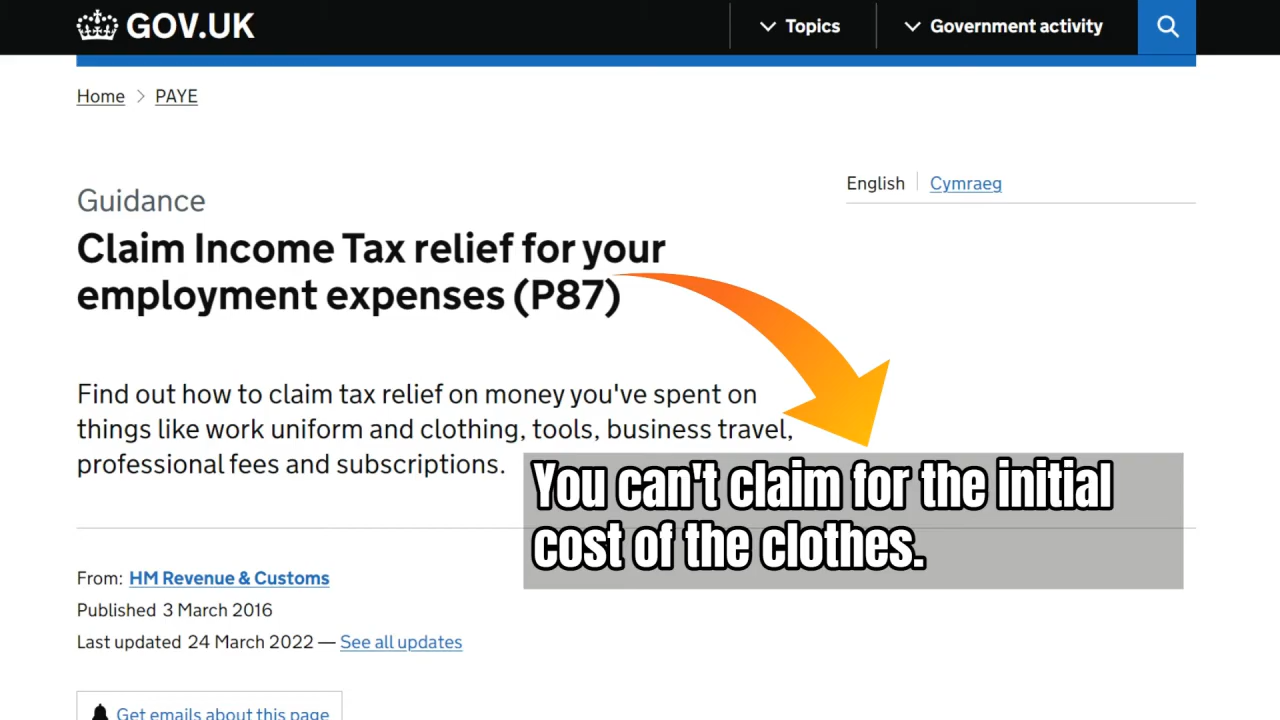 GOV.UK
Topics
Government activity
Home
PAYE
English
Cymraeg
Guidance
Claim Income Tax relief for your
employment expenses (P87)
Find out how to claim tax relief on money you've spent on
things like work uniform and clothing, tools, business travel,
professional fees and subscriptions.
You can't claim for the initial
cost of the clothes.
From: HM Revenue & Customs
Published 3 March 2016
Last updated 24 March 2022 — See all updates
Get emails about this page